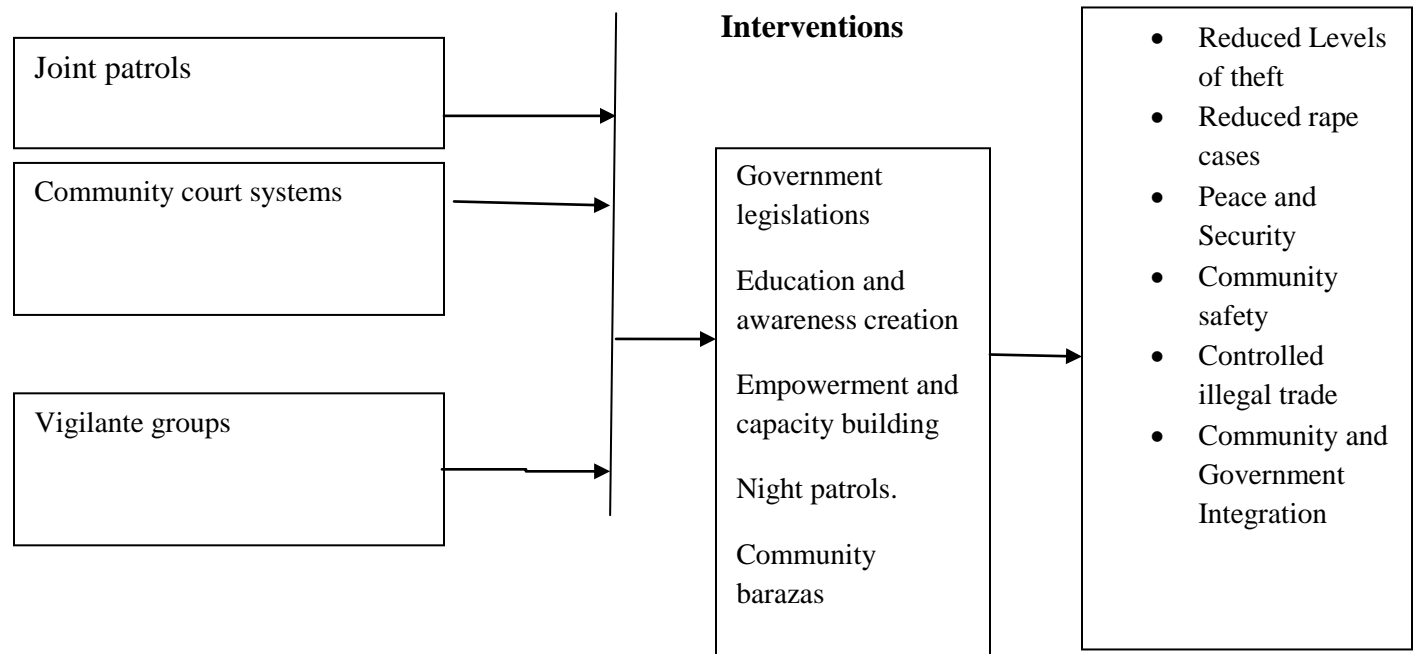 Interventions
Joint patrols
Community court systems
Vigilante groups
Government
legislations
Education and
awareness creation
Empowerment and
capacity building
Night patrols.
Community
barazas
• Reduced Levels
of theft
• Reduced rape
cases
• Peace and
Security
• Community
safety
• Controlled
illegal trade
• Community and
Government
Integration